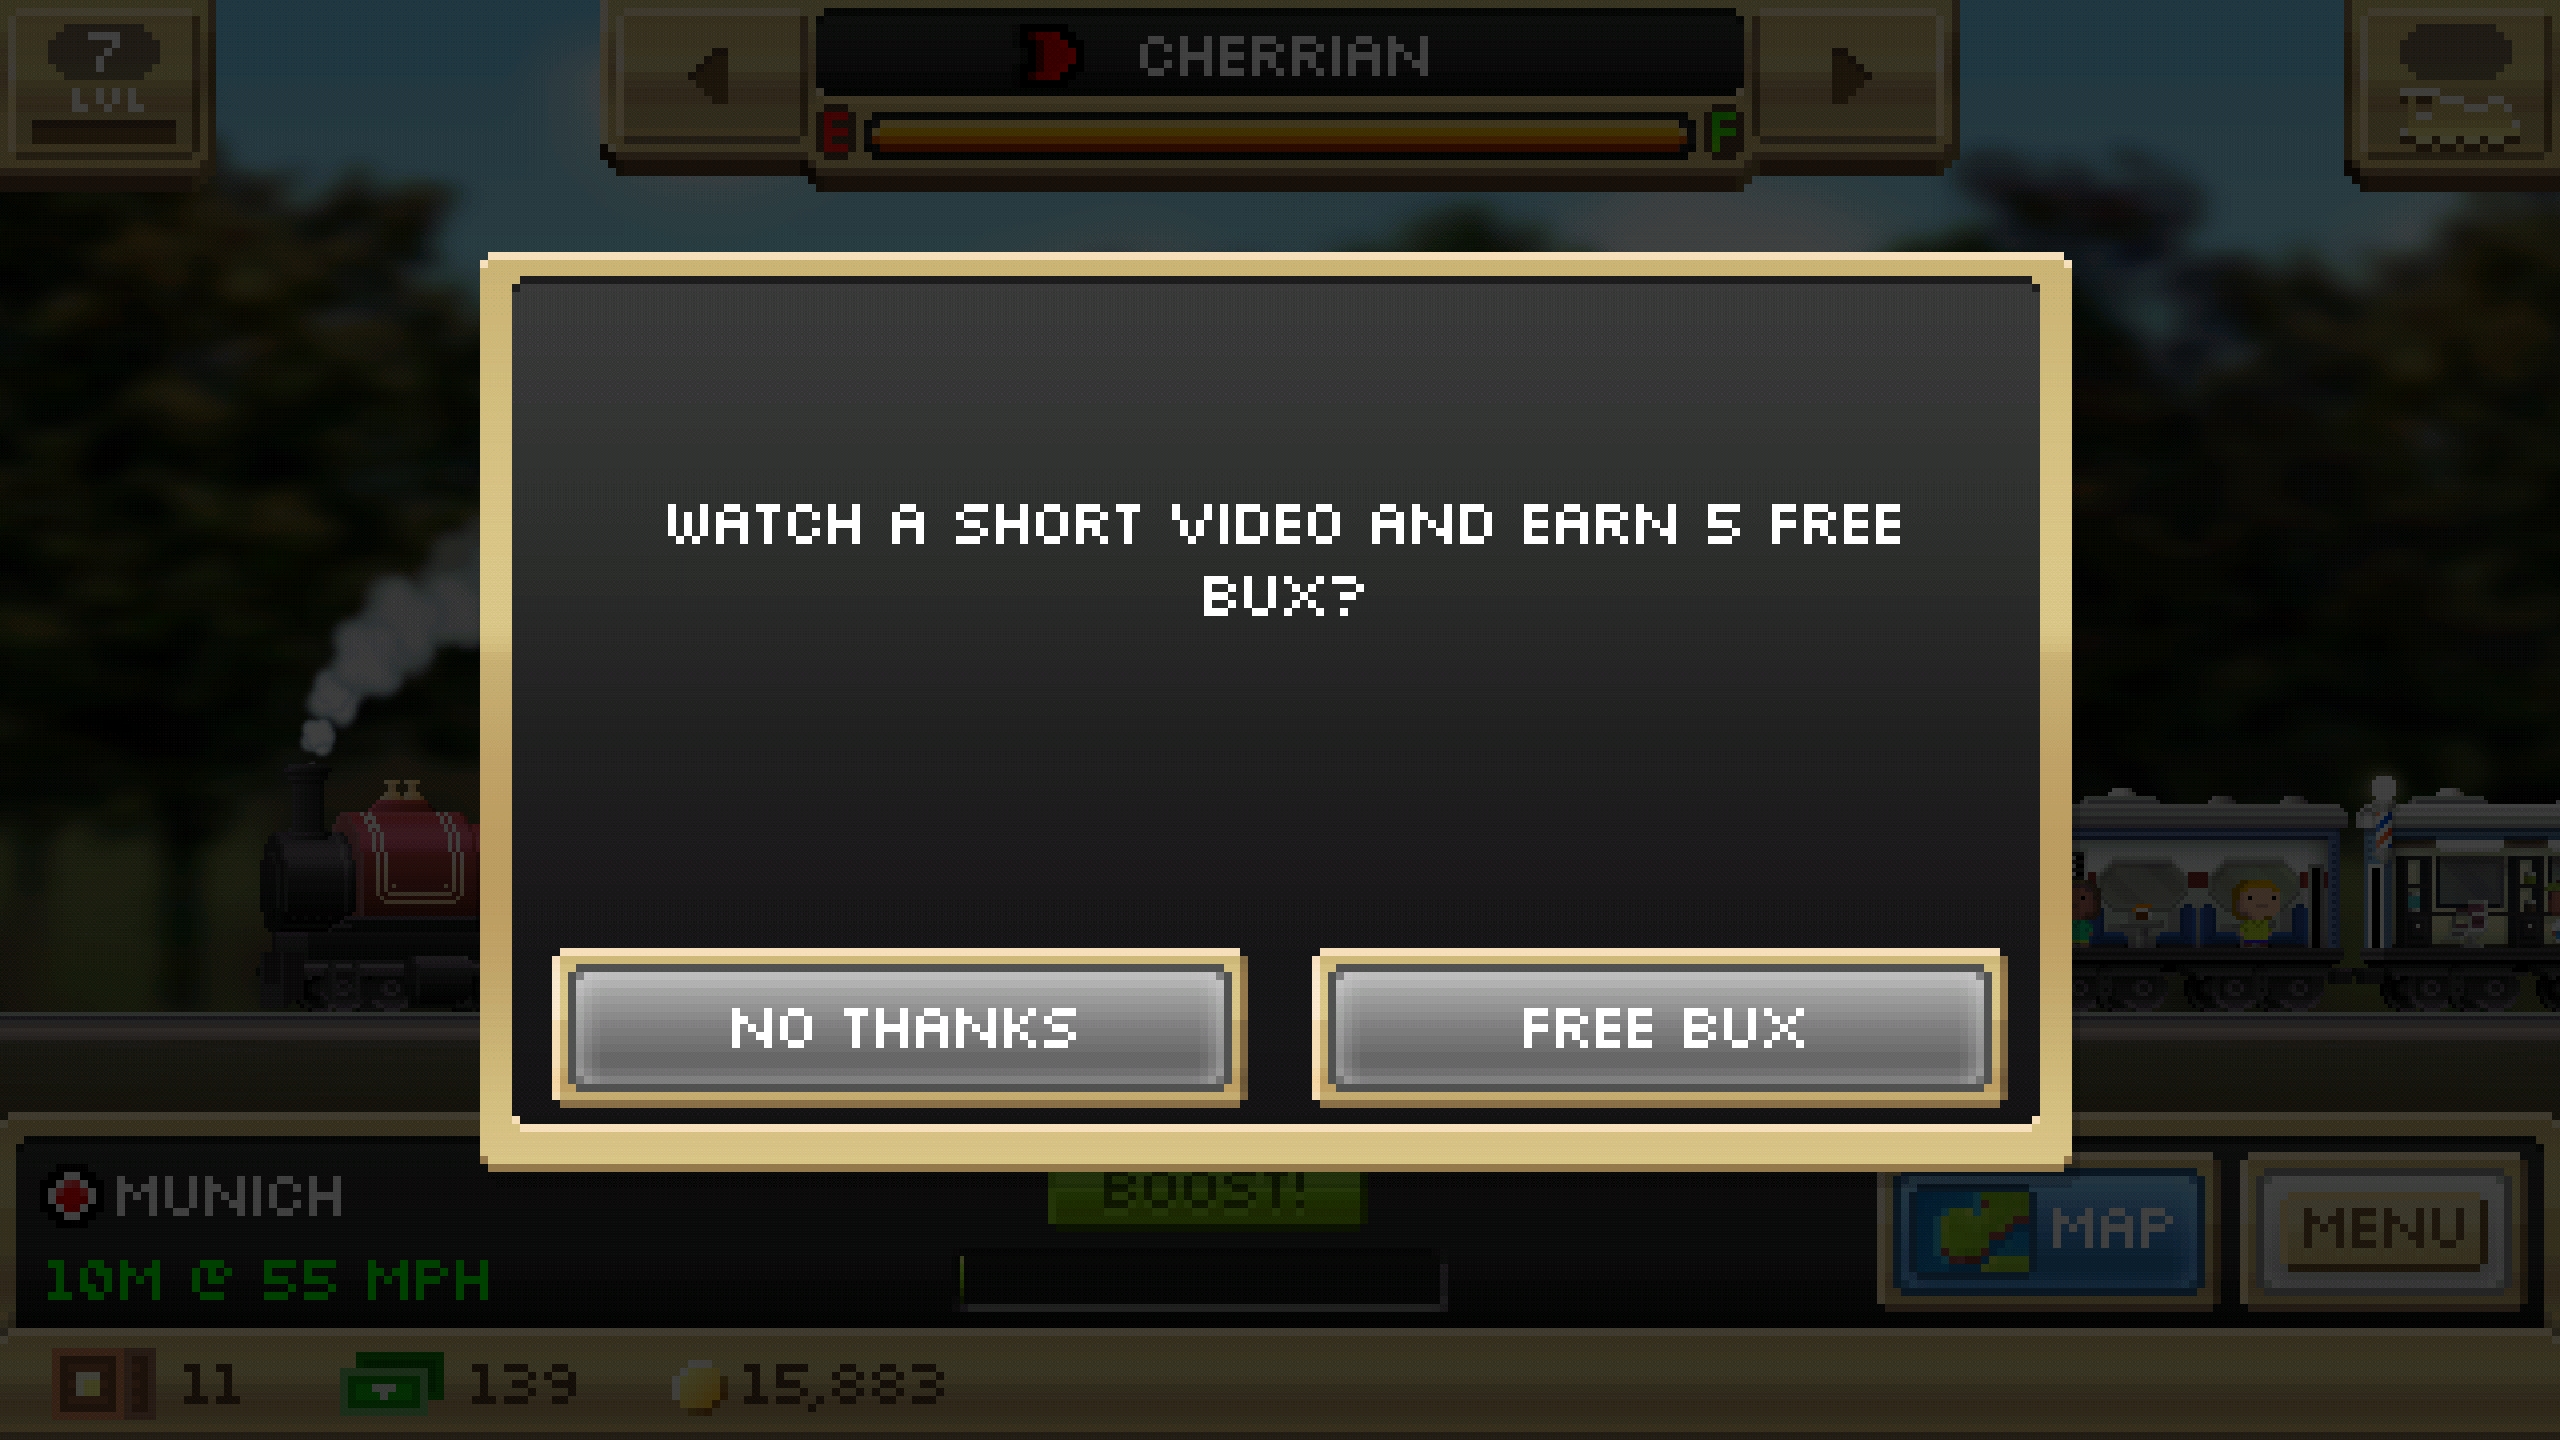 7
LVL
CHERRIAN
E F
WATCH A SHORT VIDEO AND EARN 5 FREE
BUX?
NO THANKS
FREE BUX
MUNICH
10M @ 55 MPH
BOOST!
MAP
MENU
11
139
15,883